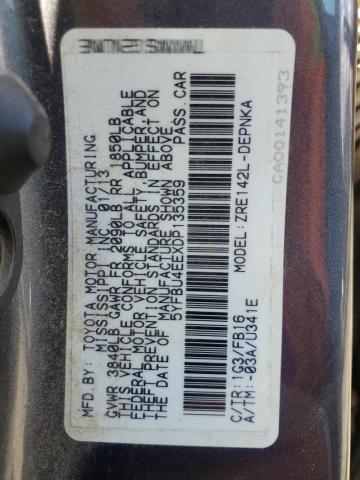 MFD.BY: TOYOTA MOTOR MANUFACTURING
MISSISSIPPI INC. 01/13
GVWR 3840LB GAWR FR 2090LB RR 1850LB
THIS VEHICLE CONFORMS TO ALL APPLICABLE
FEDERAL MOTOR VEHICLE SAFETY,BUMPER,AND
THEFT PREVENTION STANDARDS IN EFFECT ON
THE DATE OF MANUFACTURE SHOWN ABOVE.
5YFBU4EEXDP135359 PASS.CAR
MODEL:ZRE142L-DEPNKA
C/TR:1G3/FB16
A/TM:-03A/U341E
CA00141393